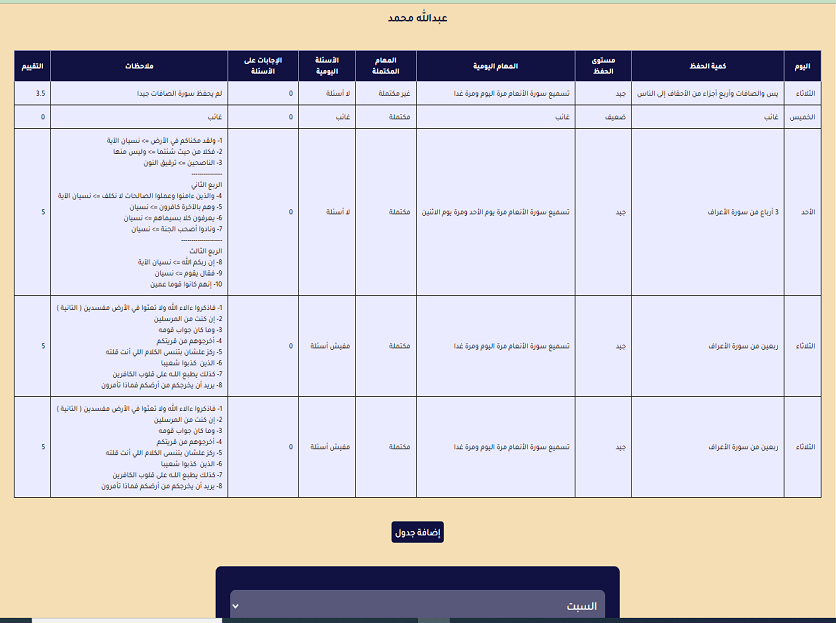 عبدالله محمد
اليوم	كمية الحفظ	مستوى الحفظ	المهام اليومية	المهام المكتملة	الأسئلة اليومية	الإجابات على الأسئلة	ملاحظات	التقييم
الثلاثاء	يس والصافات وأربع أجزاء من الأحقاف إلى الناس	جيد	تسميع سورة الأنعام مرة اليوم ومرة غدا	غير مكتملة	لا أسئلة	0	لم يحفظ سورة الصافات جيدا	3.5
الخميس	غائب	ضعيف	غائب	مكتملة	غائب	0	غائب	0
الأحد	3 أرباع من سورة الأعراف	جيد	تسميع سورة الأنعام مرة يوم الأحد ومرة يوم الاثنين	مكتملة	لا أسئلة	0
1- ولقد مكناكم في الأرض => نسيان الآية
2- فكلا من حيث شئتما => وليس منها
3- الناصحين => ترقيق النون
--------------
الربع الثاني
4- والذين ءامنوا وعملوا الصالحات لا نكلف => نسيان الآية
5- وهم بالآخرة كافرون => نسيان
6- يعرفون كلا بسيماهم => نسيان
7- ونادوا أصحب الجنة => نسيان
------------------
الربع الثالث
8- إن ربكم الله => نسيان الآية
9- فقال يقوم => نسيان
10- إنهم كانوا قوما عمين
5
الثلاثاء	ربعين من سورة الأعراف	جيد	تسميع سورة الأنعام مرة اليوم ومرة غدا	مكتملة	مفيش أسئلة	0
1- فاذكروا ءالاء الله ولا تعثوا في الأرض مفسدين ( الثانية )
2- إن كنت من المرسلين
3- وما كان جواب قومه
4- أخرجوهم من قريتكم
5- ركز علشان بتنسى الكلام اللي أنت قلته
6- الذين كذبوا شعيبا
7- كذلك يطبع الله على قلوب الكافرين
8- يريد أن يخرجكم من أرضكم فماذا تأمرون
5
الثلاثاء	ربعين من سورة الأعراف	جيد	تسميع سورة الأنعام مرة اليوم ومرة غدا	مكتملة	مفيش أسئلة	0
1- فاذكروا ءالاء الله ولا تعثوا في الأرض مفسدين ( الثانية )
2- إن كنت من المرسلين
3- وما كان جواب قومه
4- أخرجوهم من قريتكم
5- ركز علشان بتنسى الكلام اللي أنت قلته
6- الذين كذبوا شعيبا
7- كذلك يطبع الله على قلوب الكافرين
8- يريد أن يخرجكم من أرضكم فماذا تأمرون
5
إضافة جدول
السبت